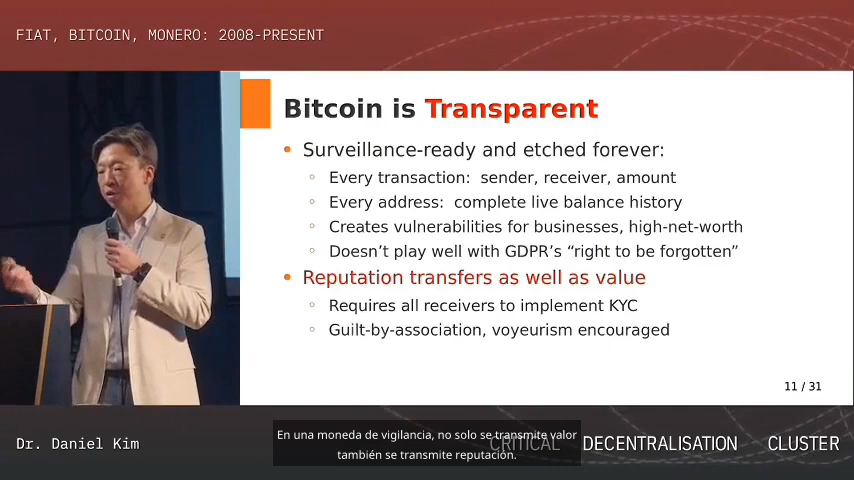 FIAT, BITCOIN, MONERO: 2008-PRESENT
Bitcoin is Transparent
• Surveillance-ready and etched forever:
◦ Every transaction: sender, receiver, amount
◦ Every address: complete live balance history
◦ Creates vulnerabilities for businesses, high-net-worth
◦ Doesn’t play well with GDPR’s “right to be forgotten”
• Reputation transfers as well as value
◦ Requires all receivers to implement KYC
◦ Guilt-by-association, voyeurism encouraged
11 / 31
Dr. Daniel Kim
En una moneda de vigilancia, no solo se transmite valor
también se transmite reputación.
CRITICAL DECENTRALISATION CLUSTER